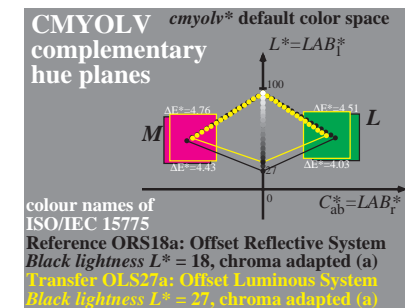 CMYOLV
complementary
hue planes
cmyolv* default color space
L*=LAB*l
100
ΔE*=4.76
ΔE*=4.51
M
L
ΔE*=4.43
ΔE*=4.03
27
0
C*ab=LAB*r
colour names of
ISO/IEC 15775
Reference ORS18a: Offset Reflective System
Black lightness L* = 18, chroma adapted (a)
Transfer OLS27a: Offset Luminous System
Black lightness L* = 27, chroma adapted (a)